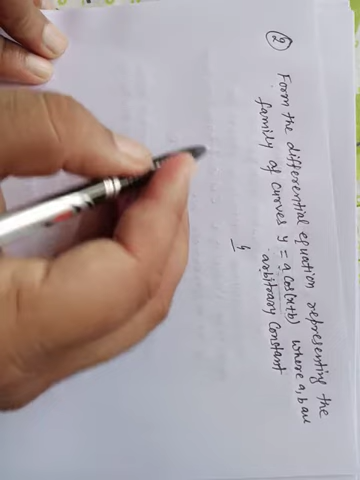 (2) Form the differential equation representing the
family of curves y = a cos(x+b) where a, b are
arbitrary constant